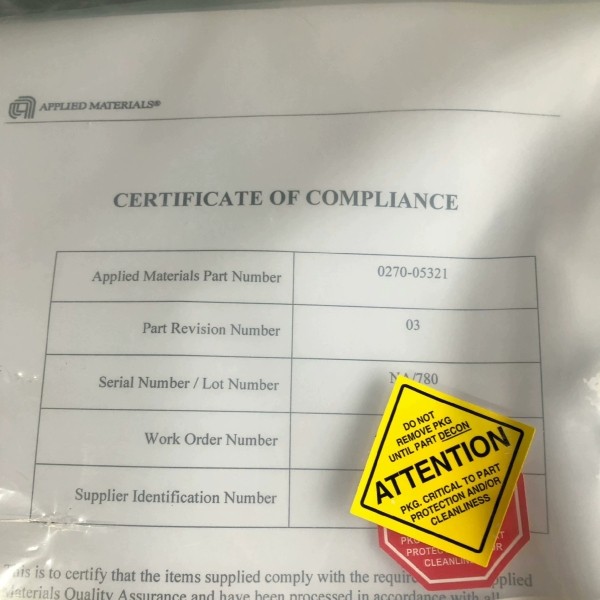 APPLIED MATERIALS®
CERTIFICATE OF COMPLIANCE
Applied Materials Part Number 0270-05321
Part Revision Number 03
Serial Number / Lot Number /780
Work Order Number
Supplier Identification Number
DO NOT
REMOVE PKG
UNTIL PART DECON
ATTENTION
PKG. CRITICAL TO PART
PROTECTION AND/OR
CLEANLINESS
is is to certify that the items supplied comply with the
Materials Quality Assurance and have been processed in accordance with all